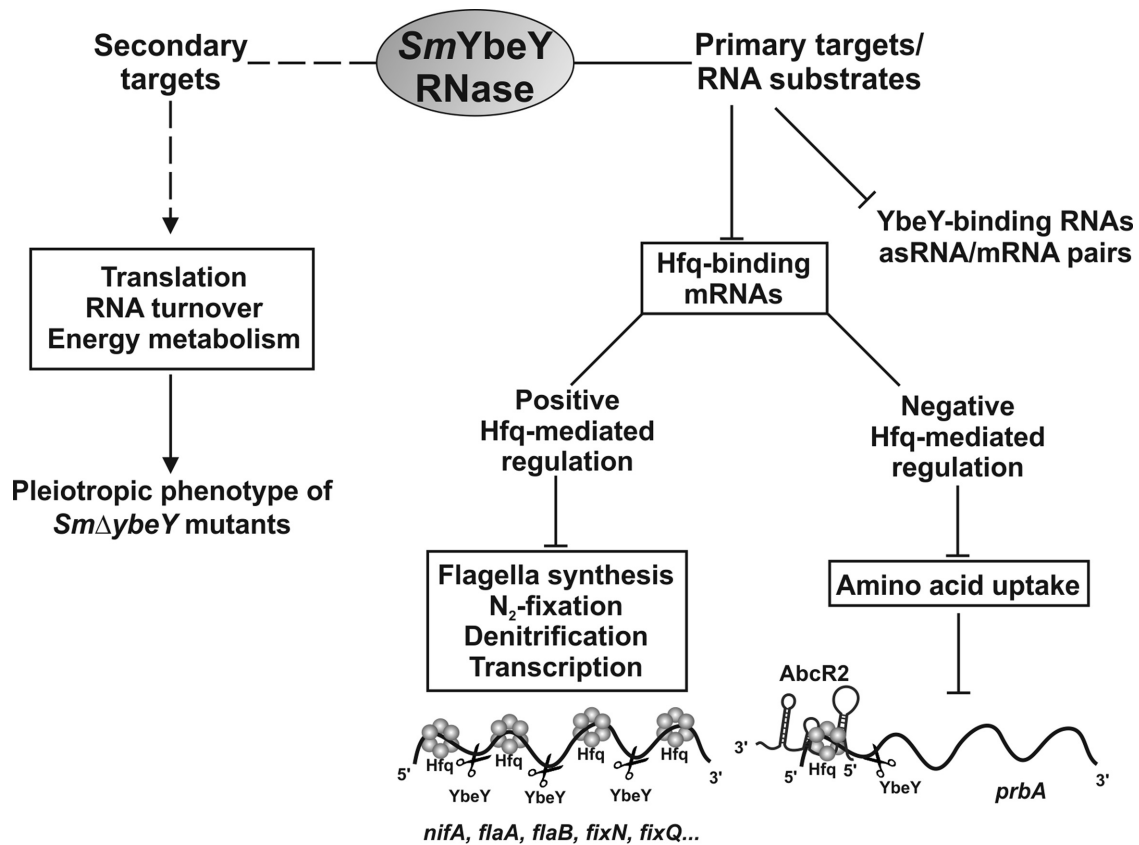 Secondary
targets
SmYbeY
RNase
Primary targets/
RNA substrates
YbeY-binding RNAs
asRNA/mRNA pairs
Hfq-binding
mRNAs
Translation
RNA turnover
Energy metabolism
Pleiotropic phenotype of
SmΔybeY mutants
Positive
Hfq-mediated
regulation
Negative
Hfq-mediated
regulation
Flagella synthesis
N₂-fixation
Denitrification
Transcription
Amino acid uptake
5'
Hfq
Hfq
Hfq
Hfq
3'
YbeY
YbeY
YbeY
nifA, flaA, flaB, fixN, fixQ...
AbcR2
3'
5'
Hfq
5'
YbeY
prbA
3'